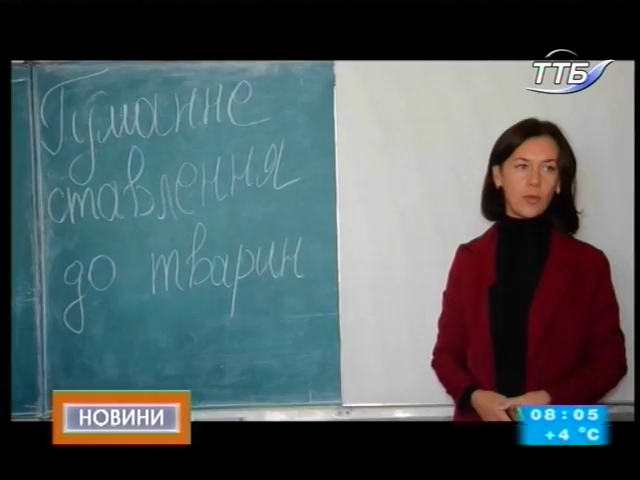 ТТБ
Гуманне
ставлення
до тварин
НОВИНИ
08:05
+4 °C